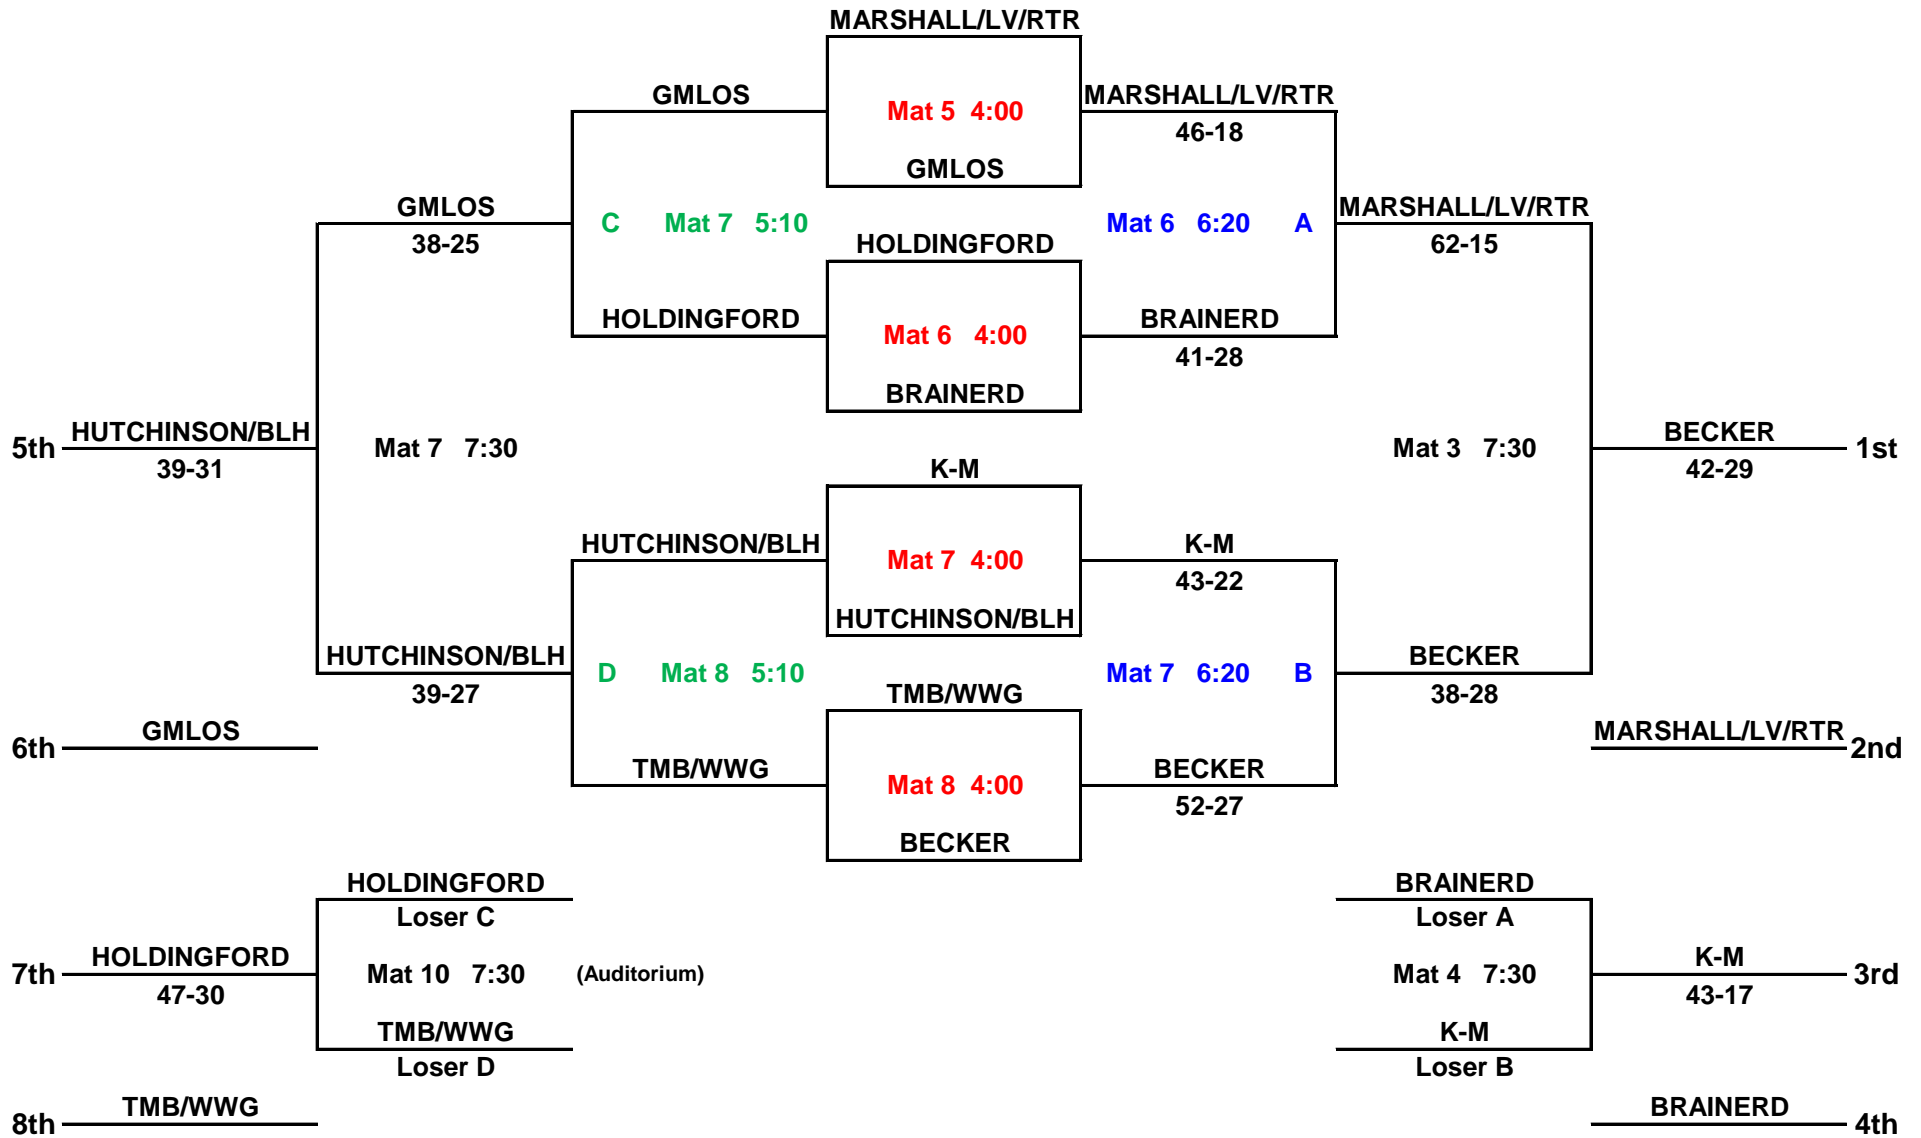 MARSHALL/LV/RTR
GMLOS
Mat 5 4:00
MARSHALL/LV/RTR
46-18
GMLOS
GMLOS
38-25
C Mat 7 5:10
Mat 6 6:20 A
MARSHALL/LV/RTR
62-15
HOLDINGFORD
HOLDINGFORD
Mat 6 4:00
BRAINERD
41-28
BRAINERD
5th HUTCHINSON/BLH
39-31
Mat 7 7:30
Mat 3 7:30
BECKER 1st
42-29
K-M
HUTCHINSON/BLH
Mat 7 4:00
K-M
43-22
HUTCHINSON/BLH
HUTCHINSON/BLH
39-27
D Mat 8 5:10
Mat 7 6:20 B
BECKER
38-28
TMB/WWG
6th GMLOS
MARSHALL/LV/RTR 2nd
TMB/WWG
Mat 8 4:00
BECKER
52-27
BECKER
HOLDINGFORD
Loser C
BRAINERD
Loser A
7th HOLDINGFORD
47-30
Mat 10 7:30 (Auditorium)
Mat 4 7:30
K-M 3rd
43-17
TMB/WWG
Loser D
K-M
Loser B
8th TMB/WWG
BRAINERD 4th